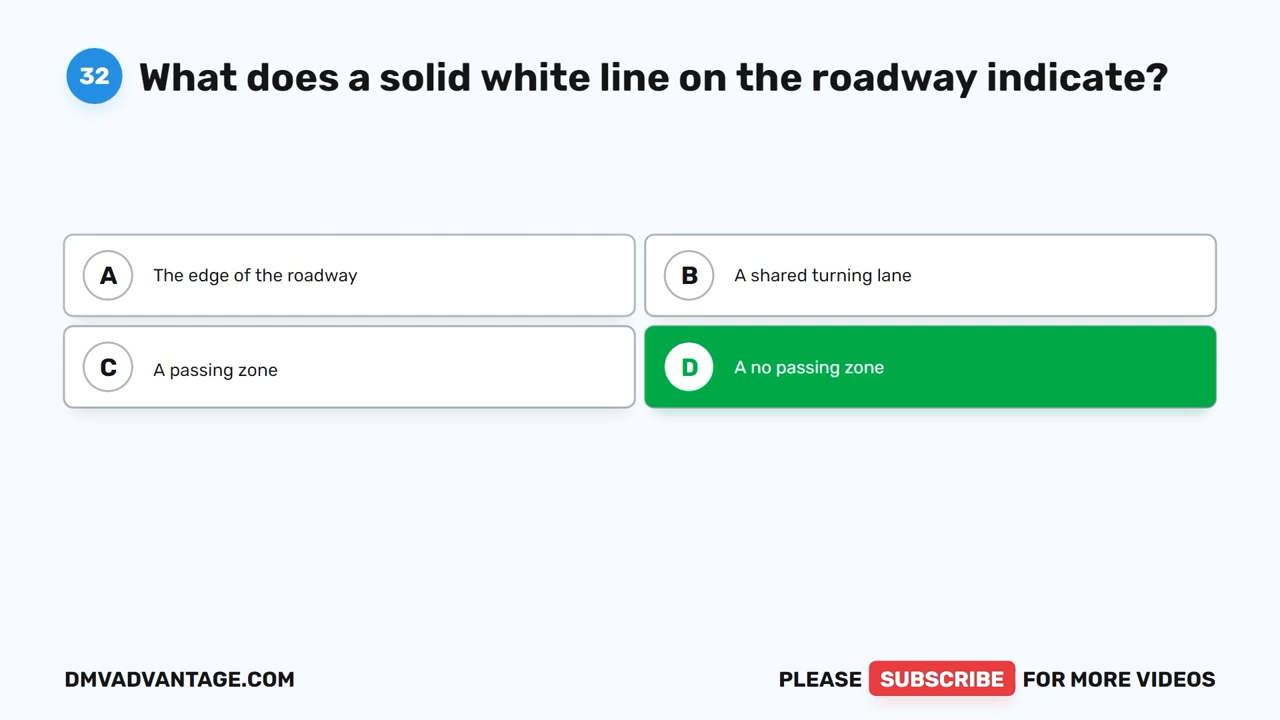 32 What does a solid white line on the roadway indicate?
A The edge of the roadway
B A shared turning lane
C A passing zone
D A no passing zone
DMVADVANTAGE.COM
PLEASE SUBSCRIBE FOR MORE VIDEOS